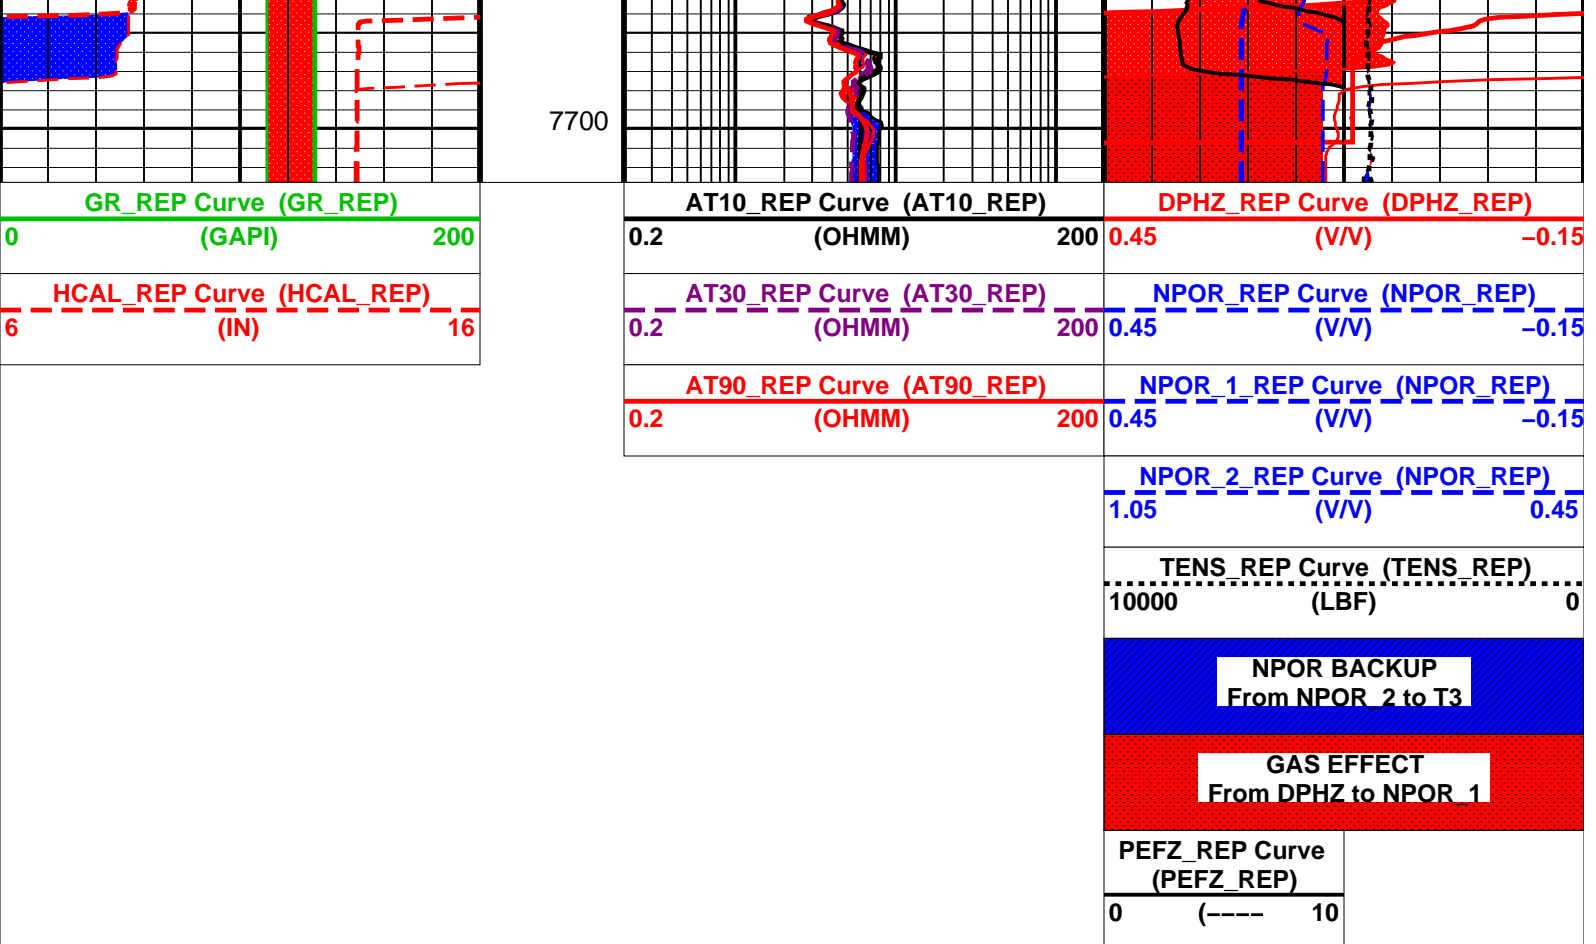 7700
GR_REP Curve (GR_REP)
0 (GAPI) 200
HCAL_REP Curve (HCAL_REP)
6 (IN) 16
AT10_REP Curve (AT10_REP)
0.2 (OHMM) 200
AT30_REP Curve (AT30_REP)
0.2 (OHMM) 200
AT90_REP Curve (AT90_REP)
0.2 (OHMM) 200
DPHZ_REP Curve (DPHZ_REP)
0.45 (V/V) −0.15
NPOR_REP Curve (NPOR_REP)
0.45 (V/V) −0.15
NPOR_1_REP Curve (NPOR_REP)
0.45 (V/V) −0.15
NPOR_2_REP Curve (NPOR_REP)
1.05 (V/V) 0.45
TENS_REP Curve (TENS_REP)
10000 (LBF) 0
NPOR BACKUP
From NPOR_2 to T3
GAS EFFECT
From DPHZ to NPOR_1
PEFZ_REP Curve
(PEFZ_REP)
0 (−−−− 10